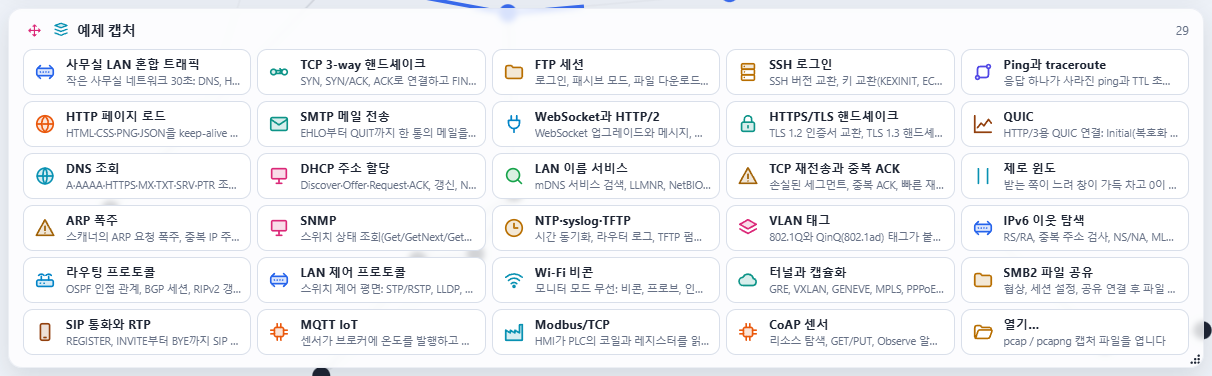 예제 캡처
29
사무실 LAN 혼합 트래픽
작은 사무실 네트워크 30초: DNS, H...
TCP 3-way 핸드셰이크
SYN, SYN/ACK, ACK로 연결하고 FIN...
FTP 세션
로그인, 패시브 모드, 파일 다운로드...
SSH 로그인
SSH 버전 교환, 키 교환(KEXINIT, EC...
Ping과 traceroute
응답 하나가 사라진 ping과 TTL 초...
HTTP 페이지 로드
HTML·CSS·PNG·JSON을 keep-alive ...
SMTP 메일 전송
EHLO부터 QUIT까지 한 통의 메일을...
WebSocket과 HTTP/2
WebSocket 업그레이드와 메시지, ...
HTTPS/TLS 핸드셰이크
TLS 1.2 인증서 교환, TLS 1.3 핸드셰...
QUIC
HTTP/3용 QUIC 연결: Initial(복호화 ...
DNS 조회
A·AAAA·HTTPS·MX·TXT·SRV·PTR 조...
DHCP 주소 할당
Discover·Offer·Request·ACK, 갱신, N...
LAN 이름 서비스
mDNS 서비스 검색, LLMNR, NetBIO...
TCP 재전송과 중복 ACK
손실된 세그먼트, 중복 ACK, 빠른 재...
제로 윈도
받는 쪽이 느려 창이 가득 차고 0이 ...
ARP 폭주
스캐너의 ARP 요청 폭주, 중복 IP 주...
SNMP
스위치 상태 조회(Get/GetNext/Get...
NTP·syslog·TFTP
시간 동기화, 라우터 로그, TFTP 펌...
VLAN 태그
802.1Q와 QinQ(802.1ad) 태그가 붙...
IPv6 이웃 탐색
RS/RA, 중복 주소 검사, NS/NA, ML...
라우팅 프로토콜
OSPF 인접 관계, BGP 세션, RIPv2 갱...
LAN 제어 프로토콜
스위치 제어 평면: STP/RSTP, LLDP, ...
Wi-Fi 비콘
모니터 모드 무선: 비콘, 프로브, 인...
터널과 캡슐화
GRE, VXLAN, GENEVE, MPLS, PPPoE...
SMB2 파일 공유
협상, 세션 설정, 공유 연결 후 파일 ...
SIP 통화와 RTP
REGISTER, INVITE부터 BYE까지 SIP ...
MQTT IoT
센서가 브로커에 온도를 발행하고 ...
Modbus/TCP
HMI가 PLC의 코일과 레지스터를 읽...
CoAP 센서
리소스 탐색, GET/PUT, Observe 알...
열기...
pcap / pcapng 캡처 파일을 엽니다